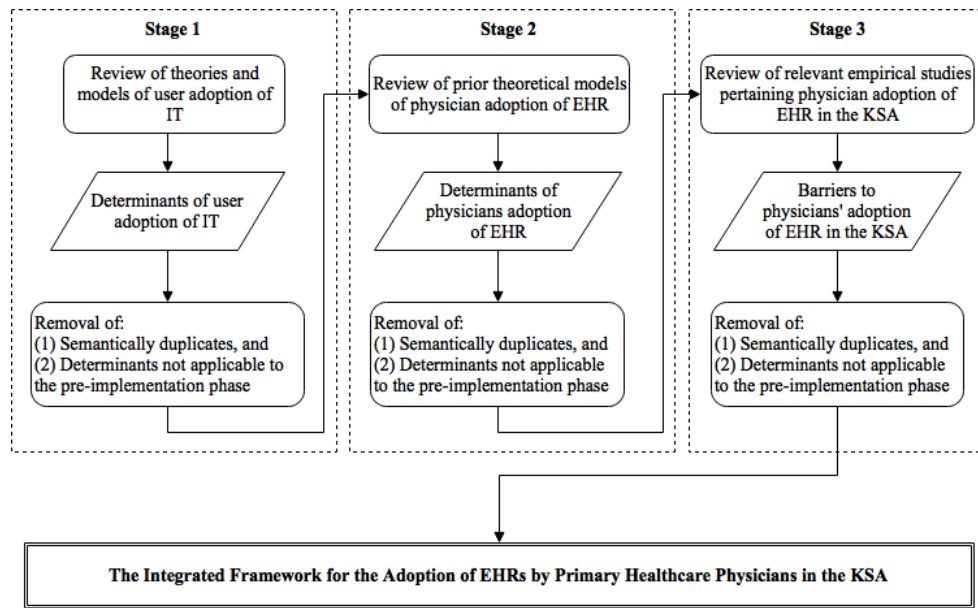 Stage 1
Review of theories and
models of user adoption of
IT
Determinants of user
adoption of IT
Removal of:
(1) Semantically duplicates, and
(2) Determinants not applicable to
the pre-implementation phase
Stage 2
Review of prior theoretical models
of physician adoption of EHR
Determinants of
physicians adoption
of EHR
Removal of:
(1) Semantically duplicates, and
(2) Determinants not applicable
to the pre-implementation phase
Stage 3
Review of relevant empirical studies
pertaining physician adoption of
EHR in the KSA
Barriers to
physicians' adoption
of EHR in the KSA
Removal of:
(1) Semantically duplicates, and
(2) Determinants not applicable
to the pre-implementation phase
The Integrated Framework for the Adoption of EHRs by Primary Healthcare Physicians in the KSA